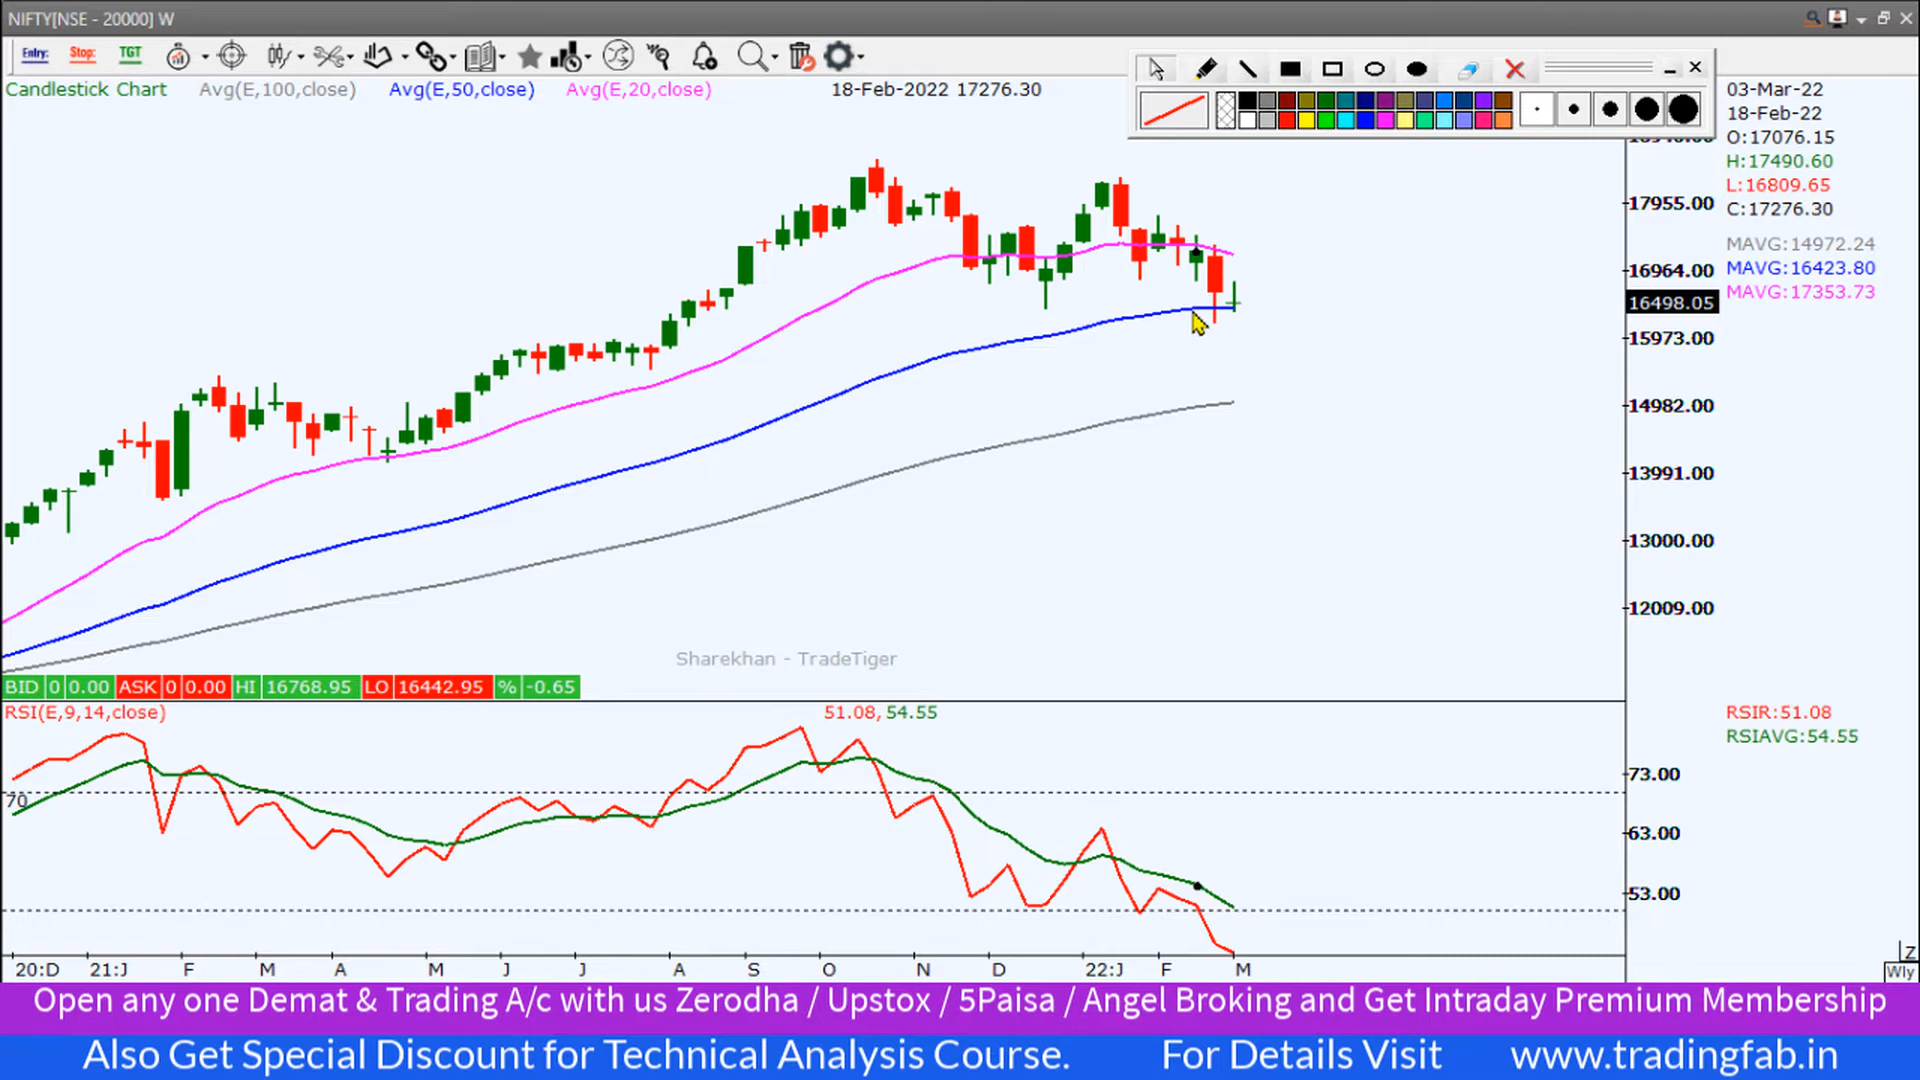 NIFTY[NSE - 20000] W
Entry: Stop: TGT
Candlestick Chart Avg(E,100,close) Avg(E,50,close) Avg(E,20,close) 18-Feb-2022 17276.30
03-Mar-22
18-Feb-22
O:17076.15
H:17490.60
L:16809.65
C:17276.30
MAVG:14972.24
MAVG:16423.80
MAVG:17353.73
17955.00
16964.00
16498.05
15973.00
14982.00
13991.00
13000.00
12009.00
Sharekhan - TradeTiger
BID 0 0.00 ASK 0 0.00 HI 16768.95 LO 16442.95 % -0.65
RSI(E,9,14,close) 51.08, 54.55
RSIR:51.08
RSIAVG:54.55
73.00
70
63.00
53.00
Z
20:D 21:J F M A M J J A S O N D 22:J F M
Wly
Open any one Demat & Trading A/c with us Zerodha / Upstox / 5Paisa / Angel Broking and Get Intraday Premium Membership
Also Get Special Discount for Technical Analysis Course. For Details Visit www.tradingfab.in